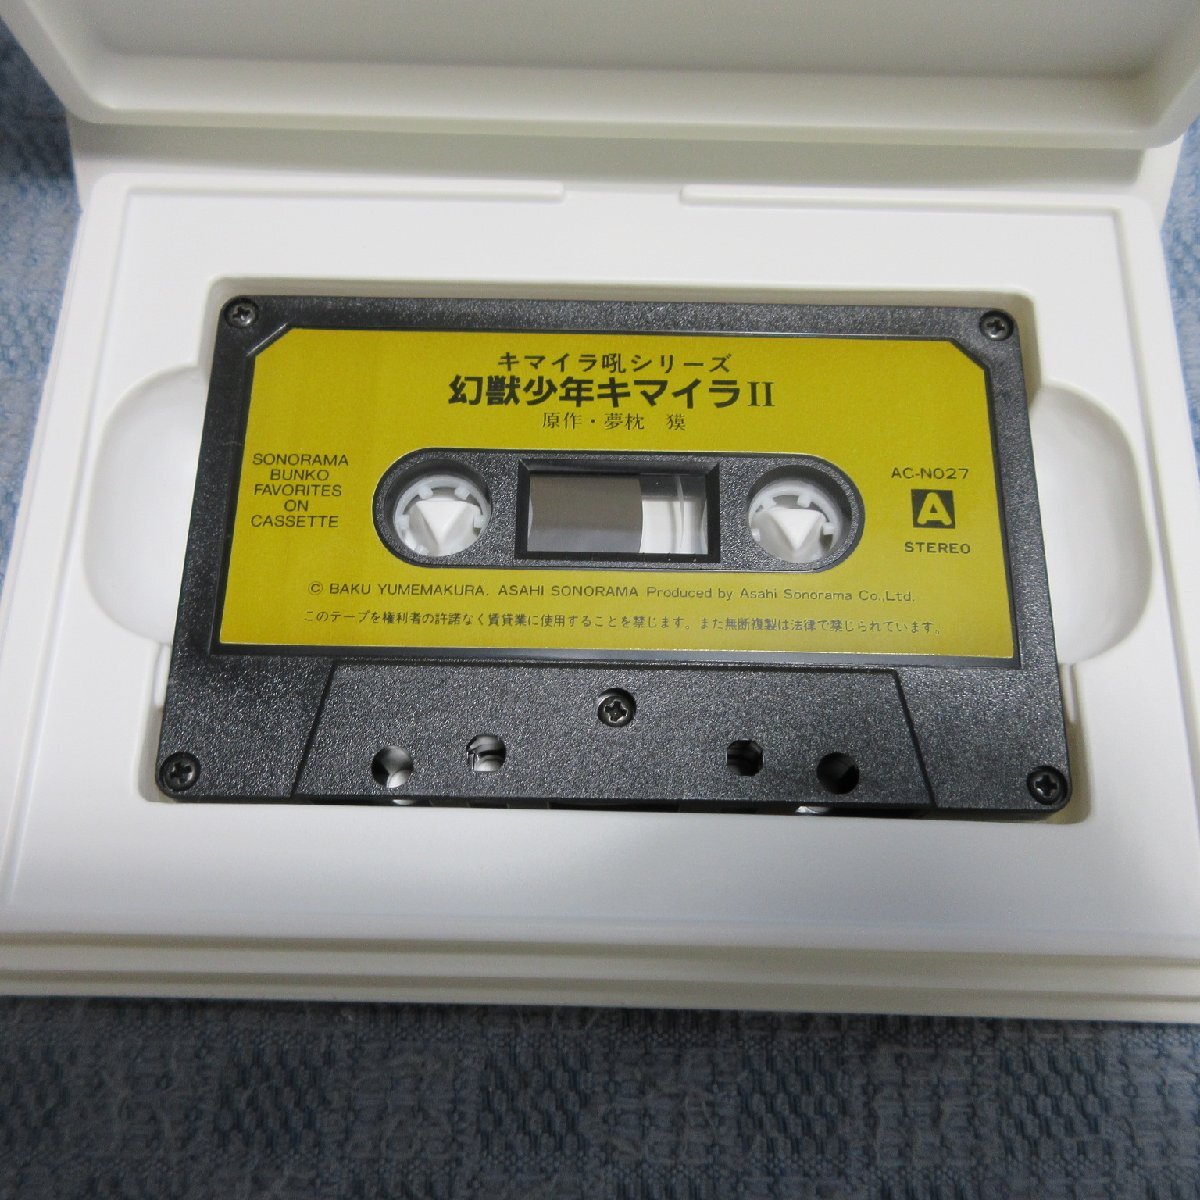 キマイラ吼シリーズ
幻獣少年キマイラII
原作・夢枕 獏
SONORAMA
BUNKO
FAVORITES
ON
CASSETTE
AC-N027
A
STEREO
© BAKU YUMEMAKURA. ASAHI SONORAMA Produced by Asahi Sonorama Co.,Ltd.
このテープを権利者の許諾なく賃貸業に使用することを禁じます。また無断複製は法律で禁じられています。